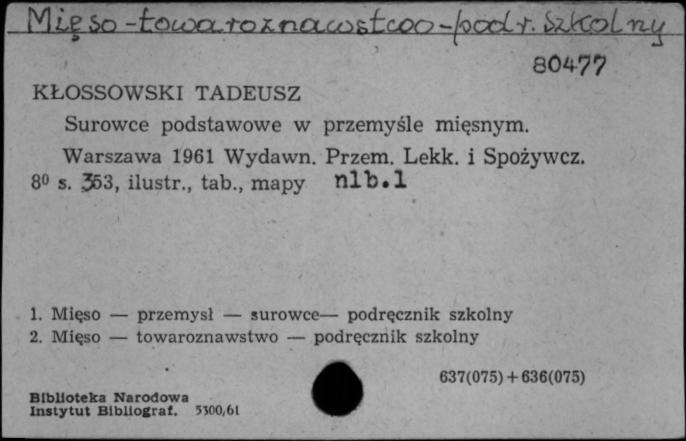 Mięso-towaroznawstwo-podr. szkolny
80477
KŁOSSOWSKI TADEUSZ
Surowce podstawowe w przemyśle mięsnym.
Warszawa 1961 Wydawn. Przem. Lekk. i Spożywcz.
8⁰ s. 353, ilustr., tab., mapy nlb.1
1. Mięso — przemysł — surowce— podręcznik szkolny
2. Mięso — towaroznawstwo — podręcznik szkolny
637(075)+636(075)
Biblioteka Narodowa
Instytut Bibliograf. 5300/61